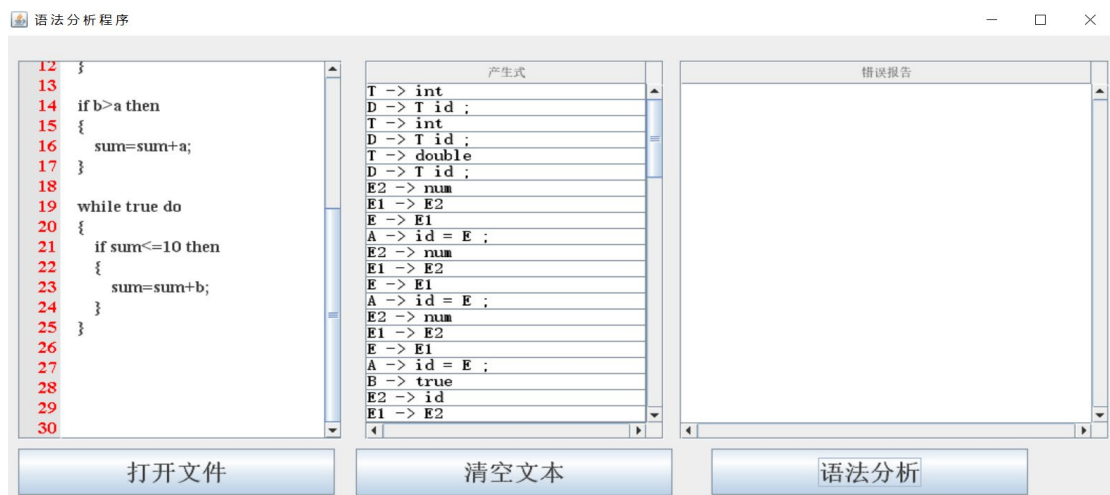 语法分析程序
12 }
13
14 if b>a then
15 {
16 sum=sum+a;
17 }
18
19 while true do
20 {
21 if sum<=10 then
22 {
23 sum=sum+b;
24 }
25 }
26
27
28
29
30
产生式
T -> int
D -> T id ;
T -> int
D -> T id ;
T -> double
D -> T id ;
E2 -> num
E1 -> E2
E -> E1
A -> id = E ;
E2 -> num
E1 -> E2
E -> E1
A -> id = E ;
E2 -> num
E1 -> E2
E -> E1
A -> id = E ;
B -> true
E2 -> id
E1 -> E2
错误报告
打开文件
清空文本
语法分析